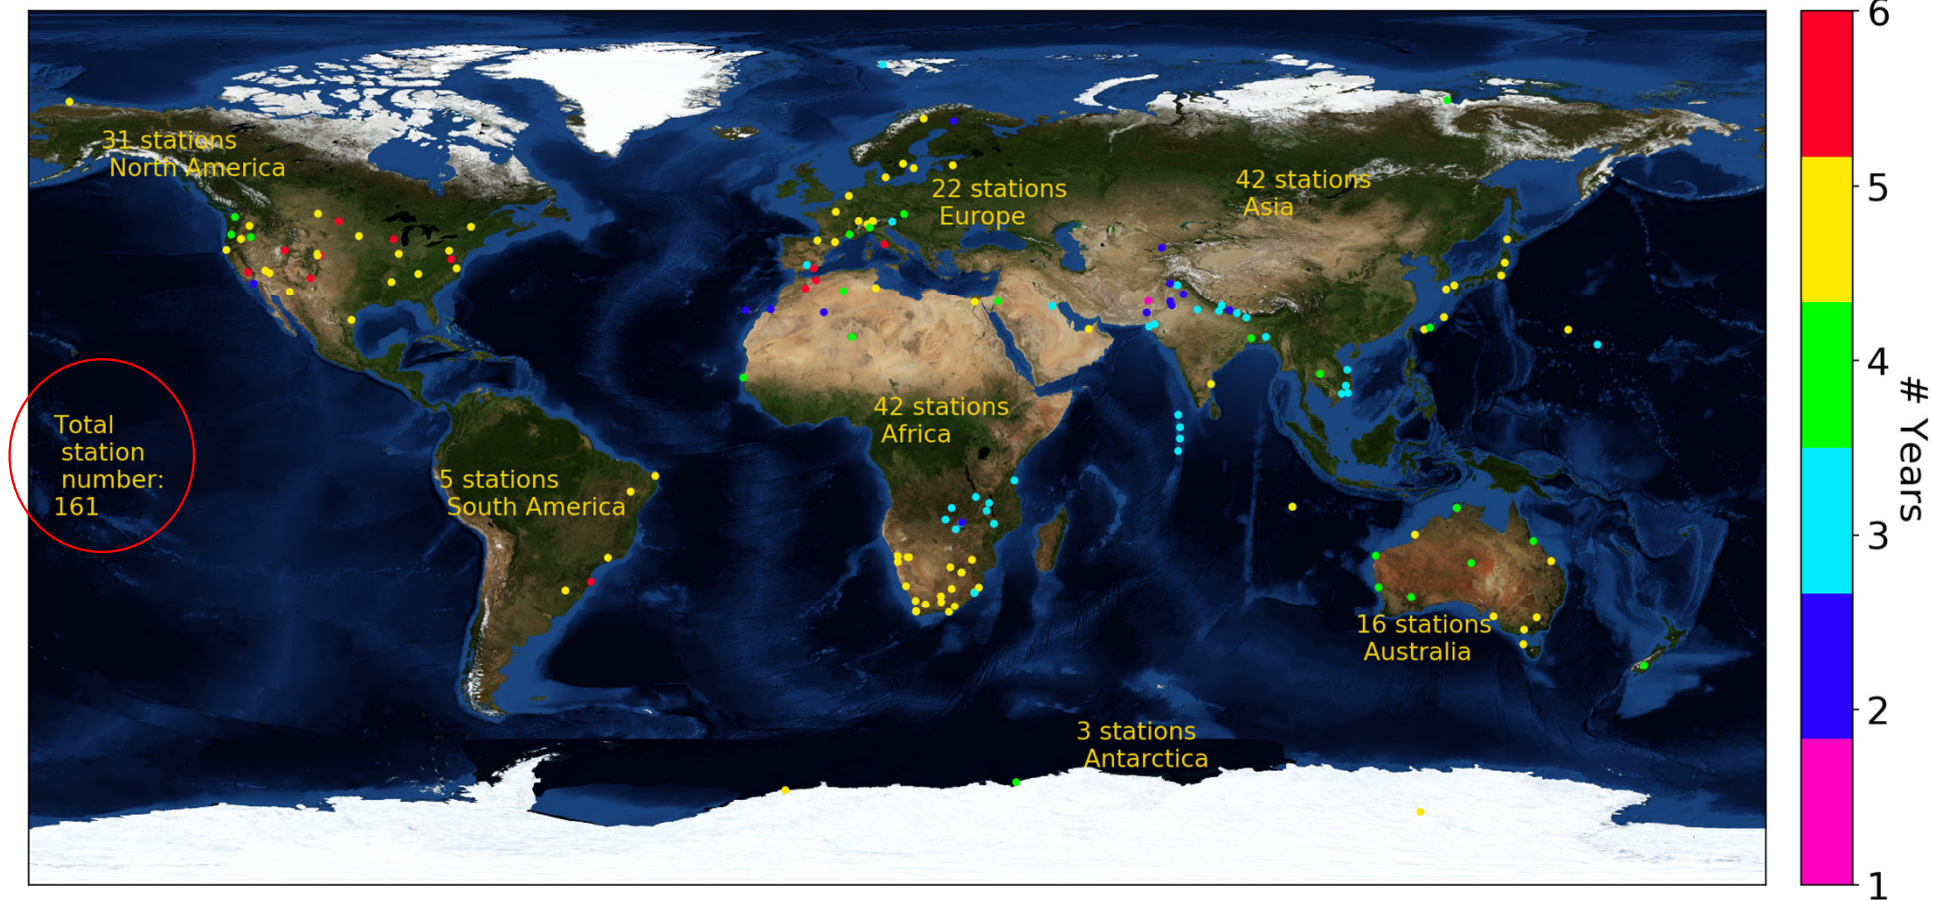 31 stations
North America
22 stations
Europe
42 stations
Asia
Total
station
number:
161
5 stations
South America
42 stations
Africa
16 stations
Australia
3 stations
Antarctica
6
5
4
3
2
1
# Years